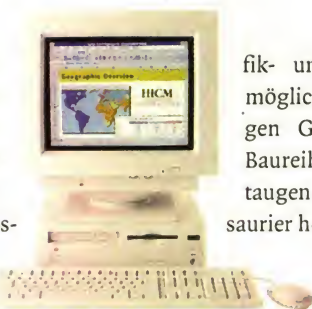 Geographic Overview
HICM
fik- un
möglic
gen G
Baureih
taugen
saurier h
s-